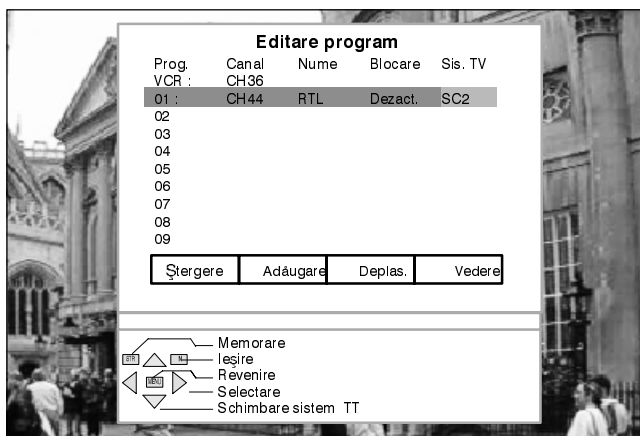 Editare program
Prog. Canal Nume Blocare Sis. TV
VCR : CH36
01 : CH44 RTL Dezact. SC2
02
03
04
05
06
07
08
09
Ştergere Adăugare Deplas. Vedere
Memorare
STR N Ieşire
MENU Revenire
Selectare
Schimbare sistem TT